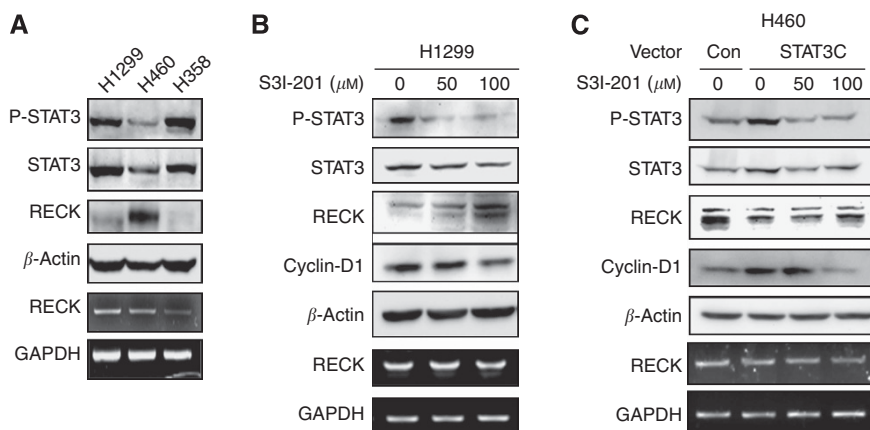 A
H1299 H460 H358
P-STAT3
STAT3
RECK
β-Actin
RECK
GAPDH
B
H1299
S3I-201 (μM) 0 50 100
P-STAT3
STAT3
RECK
Cyclin-D1
β-Actin
RECK
GAPDH
C
H460
Vector Con STAT3C
S3I-201 (μM) 0 0 50 100
P-STAT3
STAT3
RECK
Cyclin-D1
β-Actin
RECK
GAPDH